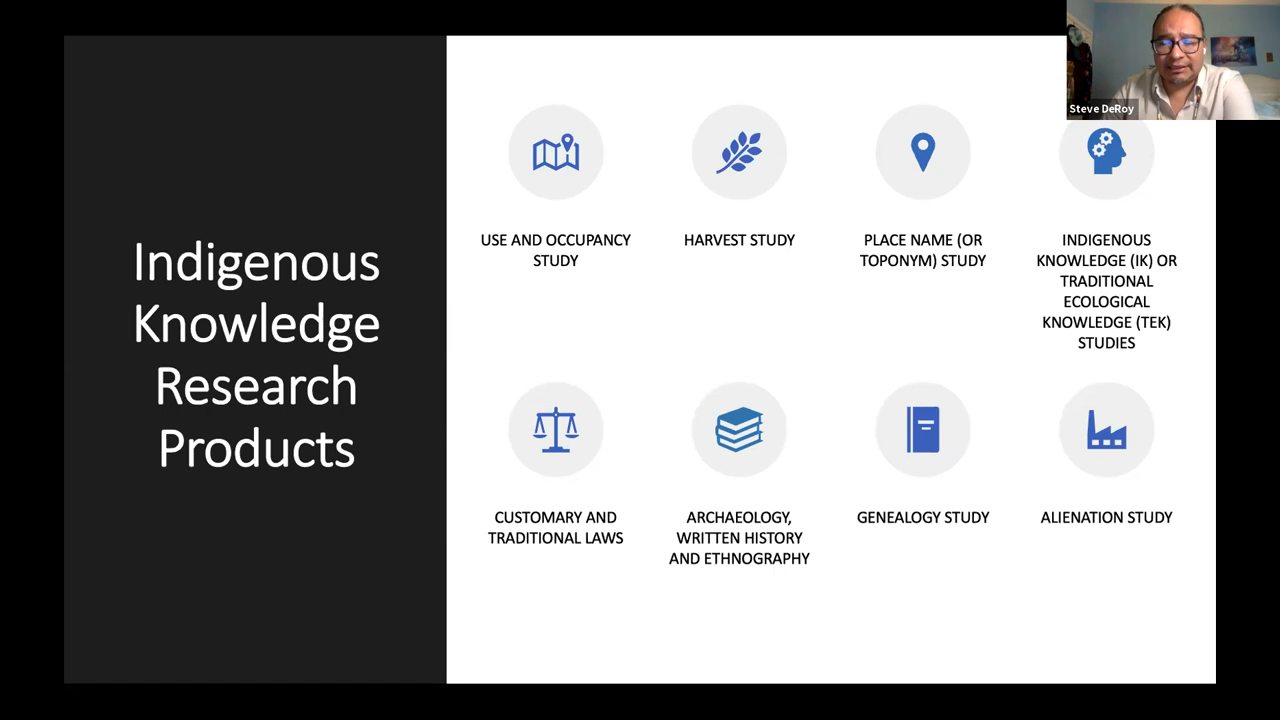 Indigenous
Knowledge
Research
Products
Steve DeRoy
USE AND OCCUPANCY
STUDY
HARVEST STUDY
PLACE NAME (OR
TOPONYM) STUDY
INDIGENOUS
KNOWLEDGE (IK) OR
TRADITIONAL
ECOLOGICAL
KNOWLEDGE (TEK)
STUDIES
CUSTOMARY AND
TRADITIONAL LAWS
ARCHAEOLOGY,
WRITTEN HISTORY
AND ETHNOGRAPHY
GENEALOGY STUDY
ALIENATION STUDY